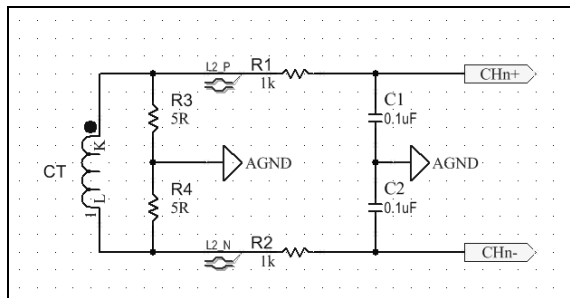 L2_P
R1
1k
CHn+
R3
5R
C1
0.1uF
K
CT
AGND
AGND
L
1
R4
5R
C2
0.1uF
L2_N
R2
1k
CHn-